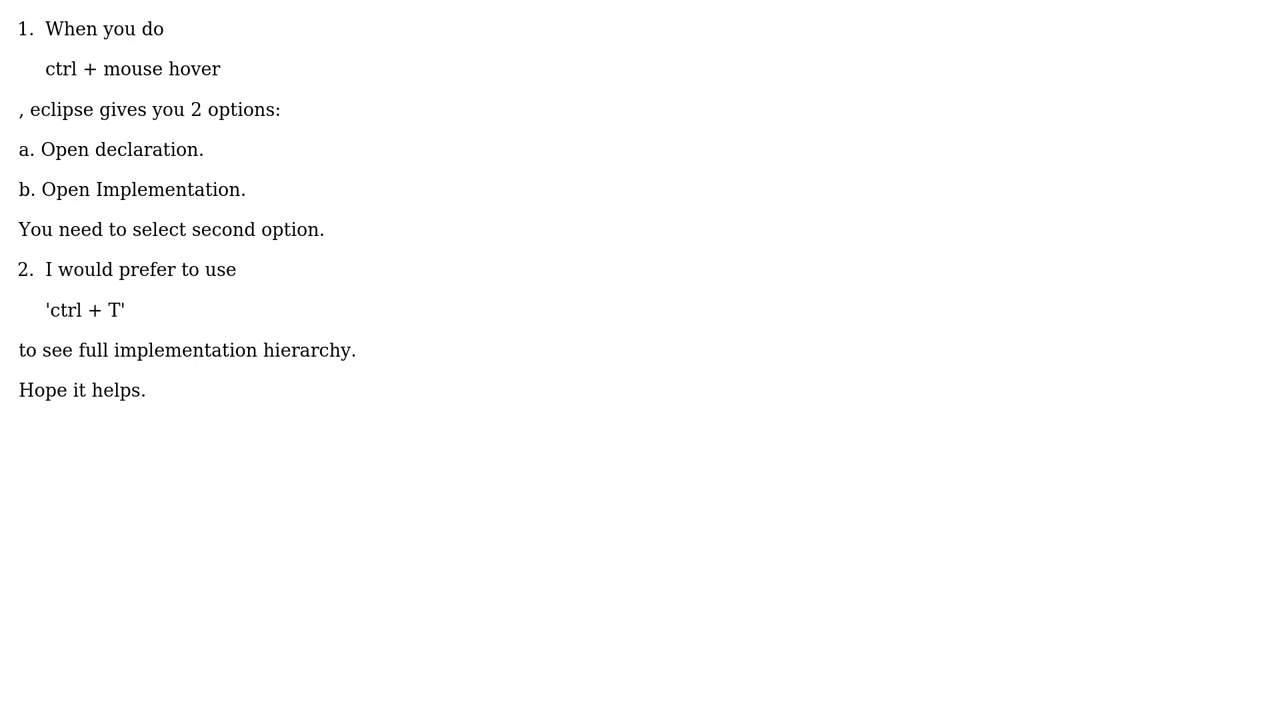 1. When you do
ctrl + mouse hover
, eclipse gives you 2 options:
a. Open declaration.
b. Open Implementation.
You need to select second option.
2. I would prefer to use
'ctrl + T'
to see full implementation hierarchy.
Hope it helps.